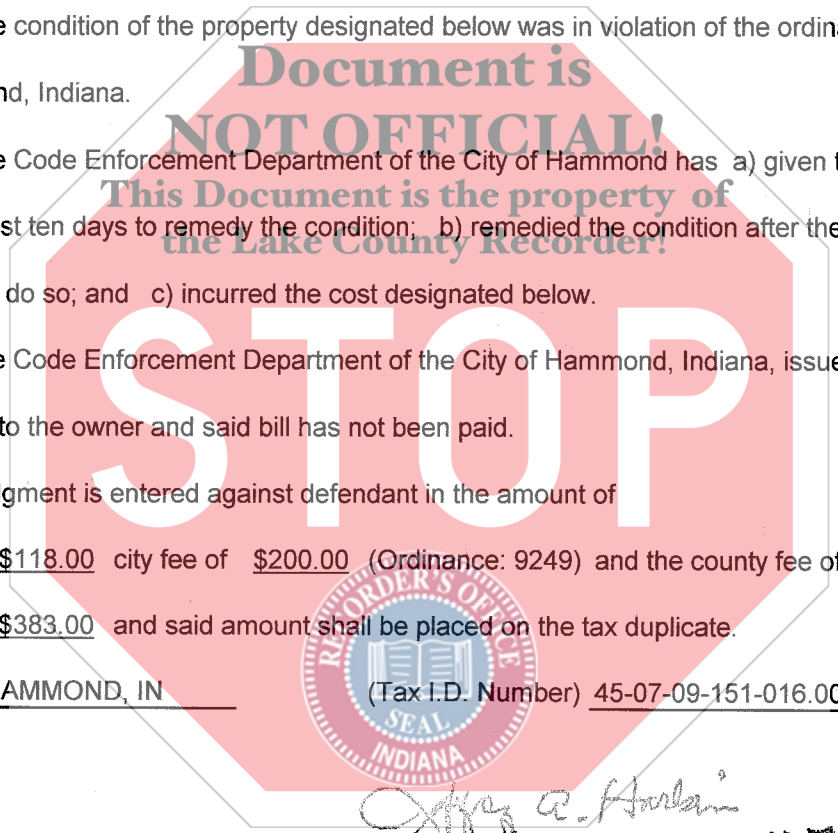 e condition of the property designated below was in violation of the ordina
Document is
nd, Indiana.
NOT OFFICIAL!
e Code Enforcement Department of the City of Hammond has a) given t
This Document is the property of
st ten days to remedy the condition; b) remedied the condition after the
the Lake County Recorder!
do so; and c) incurred the cost designated below.
STOP
e Code Enforcement Department of the City of Hammond, Indiana, issue
to the owner and said bill has not been paid.
gment is entered against defendant in the amount of
$118.00 city fee of $200.00 (Ordinance: 9249) and the county fee of
RECORDER'S OFFICE
$383.00 and said amount shall be placed on the tax duplicate.
AMMOND, IN (Tax I.D. Number) 45-07-09-151-016.00
SEAL
INDIANA